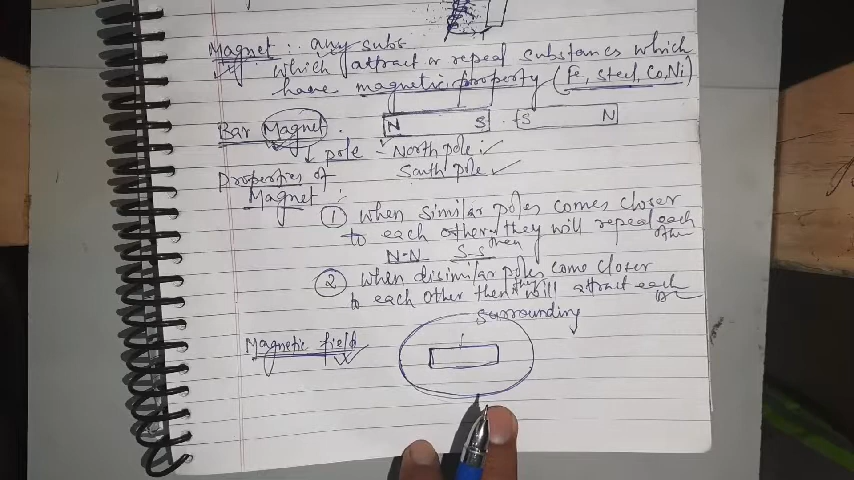 Magnet : any subs
which attract or repeal substances which
have magnetic property (Fe, Steel, Co, Ni)
Bar Magnet.
N S S N
pole
North pole
South pole
Properties of
Magnet
① when similar poles comes closer
to each other then they will repeal each
other
N-N S-S
② when disimilar poles come closer
to each other then they will attract each
surrounding
Magnetic field